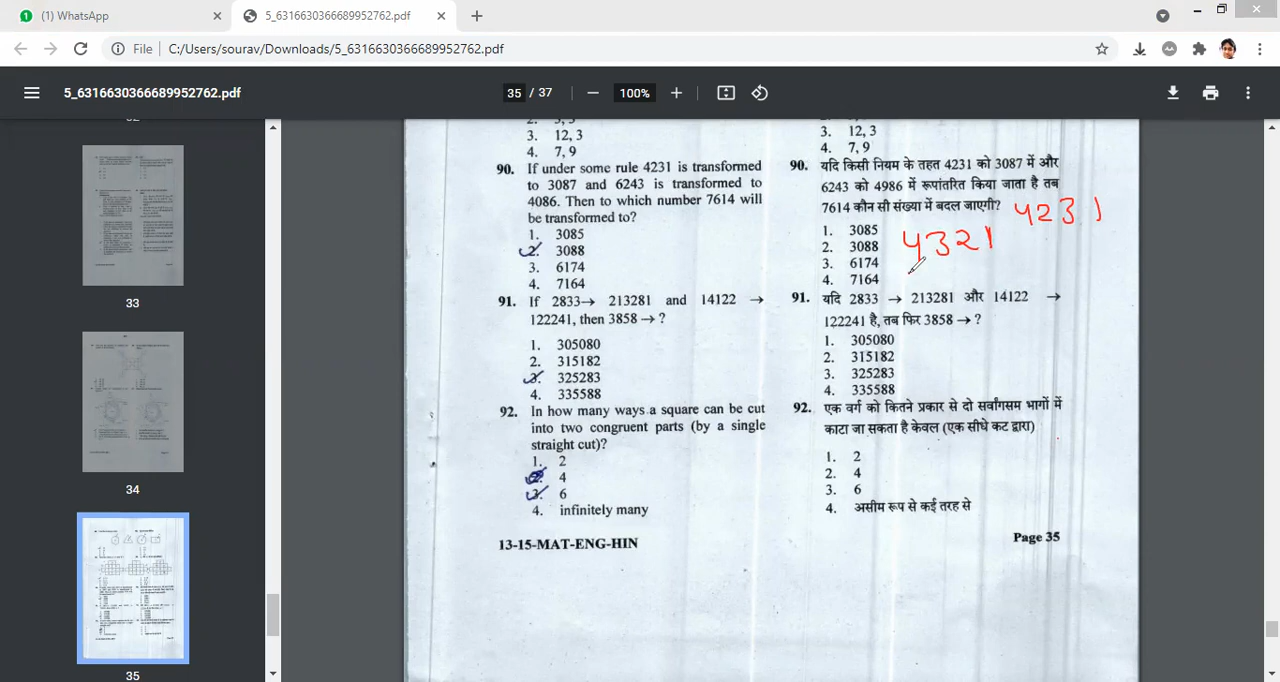 (1) WhatsApp
5_6316630366689952762.pdf
File
C:/Users/sourav/Downloads/5_6316630366689952762.pdf
5_6316630366689952762.pdf
35 / 37
100%
33
34
35
3. 12, 3
4. 7, 9
90. If under some rule 4231 is transformed
to 3087 and 6243 is transformed to
4086. Then to which number 7614 will
be transformed to?
1. 3085
2. 3088
3. 6174
4. 7164
91. If 2833→ 213281 and 14122 →
122241, then 3858 → ?
1. 305080
2. 315182
3. 325283
4. 335588
92. In how many ways a square can be cut
into two congruent parts (by a single
straight cut)?
1. 2
2. 4
3. 6
4. infinitely many
13-15-MAT-ENG-HIN
3. 12, 3
4. 7, 9
90. यदि किसी नियम के तहत 4231 को 3087 में और
6243 को 4986 में रूपांतरित किया जाता है तब
7614 कौन सी संख्या में बदल जाएगी?
4231
1. 3085
2. 3088
3. 6174
4. 7164
4321
91. यदि 2833 → 213281 और 14122 →
122241 है, तब फिर 3858 → ?
1. 305080
2. 315182
3. 325283
4. 335588
92. एक वर्ग को कितने प्रकार से दो सर्वांगसम भागों में
काटा जा सकता है केवल (एक सीधे कट द्वारा)
1. 2
2. 4
3. 6
4. असीम रूप से कई तरह से
Page 35